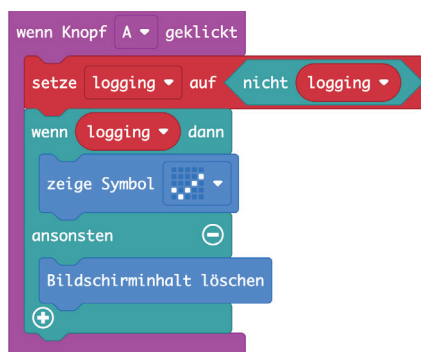 wenn Knopf A geklickt
setze logging auf nicht logging
wenn logging dann
zeige Symbol
ansonsten
Bildschirminhalt löschen